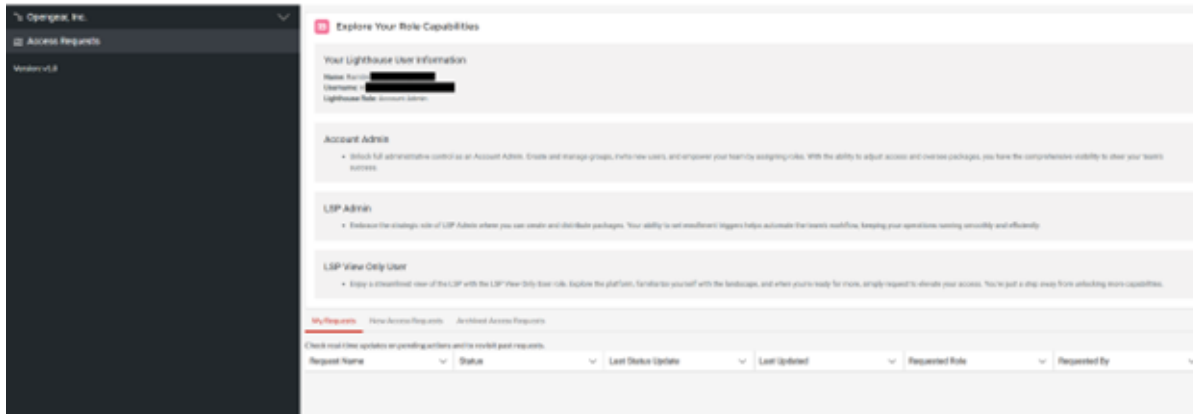 Opengear, Inc.
Access Requests
Version: v1.0
Explore Your Role Capabilities
Your Lighthouse User Information
Name:
Username:
Lighthouse Role: Account Admin
Account Admin
• Unlock full administrative control as an Account Admin. Create and manage groups, invite new users, and empower your team by assigning roles. With the ability to adjust access and oversee packages, you have the comprehensive visibility to steer your team's
success.
LSP Admin
• Embrace the strategic role of LSP Admin where you can create and distribute packages. Your ability to set enrollment triggers helps automate the team's workflow, keeping your operations running smoothly and efficiently.
LSP View Only User
• Enjoy a streamlined view of the LSP with the LSP View Only User role. Explore the platform, familiarize yourself with the landscape, and when you're ready for more, simply request to elevate your access. You're just a step away from unlocking more capabilities.
My Requests New Access Requests Archived Access Requests
Check real-time updates on pending actions and to revisit past requests.
Request Name Status Last Status Update Last Updated Requested Role Requested By